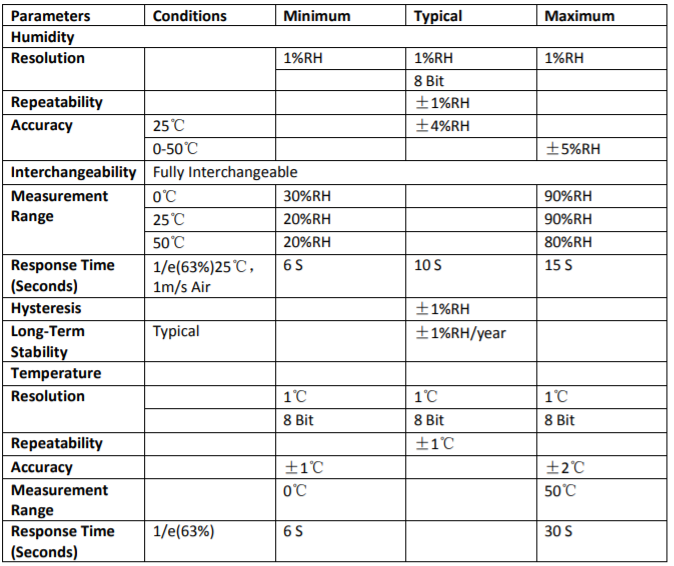 Parameters Conditions Minimum Typical Maximum
Humidity
Resolution 1%RH 1%RH 1%RH
8 Bit
Repeatability ±1%RH
Accuracy 25℃ ±4%RH
0-50℃ ±5%RH
Interchangeability Fully Interchangeable
Measurement 0℃ 30%RH 90%RH
Range 25℃ 20%RH 90%RH
50℃ 20%RH 80%RH
Response Time 1/e(63%)25℃, 6 S 10 S 15 S
(Seconds) 1m/s Air
Hysteresis ±1%RH
Long-Term Typical ±1%RH/year
Stability
Temperature
Resolution 1℃ 1℃ 1℃
8 Bit 8 Bit 8 Bit
Repeatability ±1℃
Accuracy ±1℃ ±2℃
Measurement 0℃ 50℃
Range
Response Time 1/e(63%) 6 S 30 S
(Seconds)